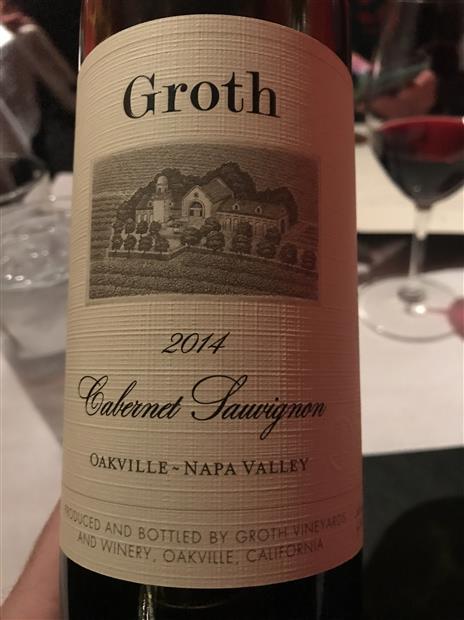 Groth
2014
Cabernet Sauvignon
OAKVILLE ~ NAPA VALLEY
PRODUCED AND BOTTLED BY GROTH VINEYARDS
AND WINERY, OAKVILLE, CALIFORNIA